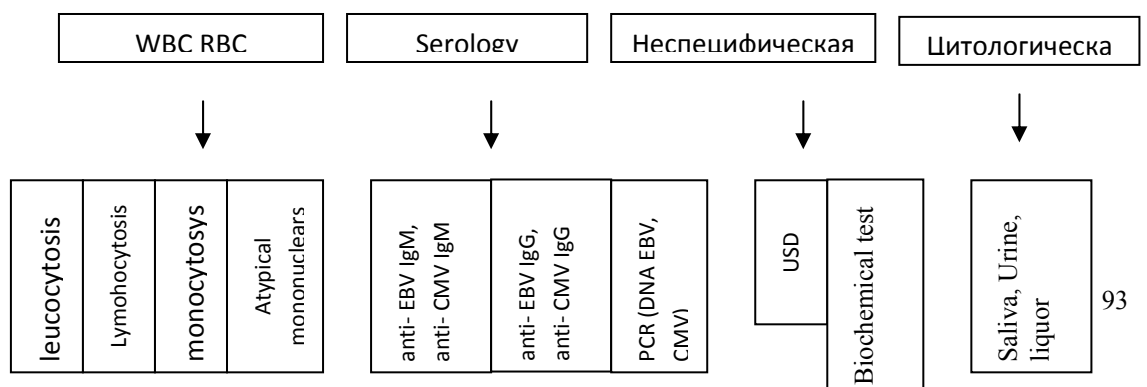 WBC RBC
Serology
Неспецифическая
Цитологическа
leucocytosis
Lymohocytosis
monocytosys
Atypical
mononuclears
anti- EBV IgM,
anti- CMV IgM
anti- EBV IgG,
anti- CMV IgG
PCR (DNA EBV,
CMV)
USD
Biochemical test
Saliva, Urine,
liquor
93